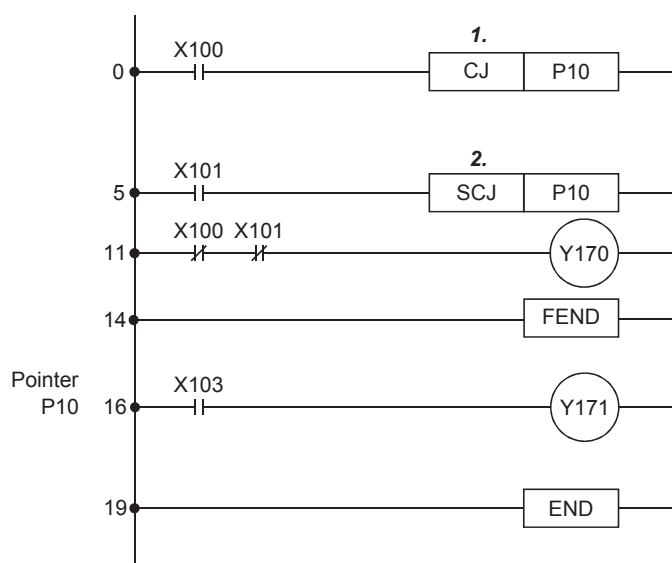 1.
X100
0 CJ P10
2.
X101
5 SCJ P10
X100 X101
11 Y170
14 FEND
Pointer
P10
X103
16 Y171
19 END